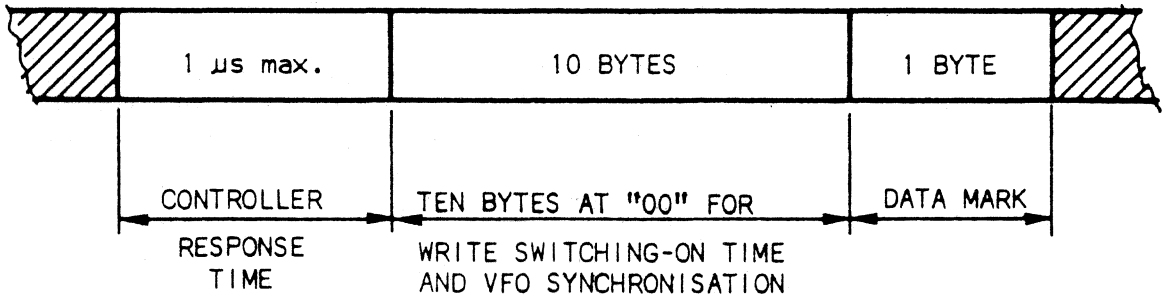 1 µs max.
10 BYTES
1 BYTE
CONTROLLER
RESPONSE
TIME
TEN BYTES AT "00" FOR
WRITE SWITCHING-ON TIME
AND VFO SYNCHRONISATION
DATA MARK